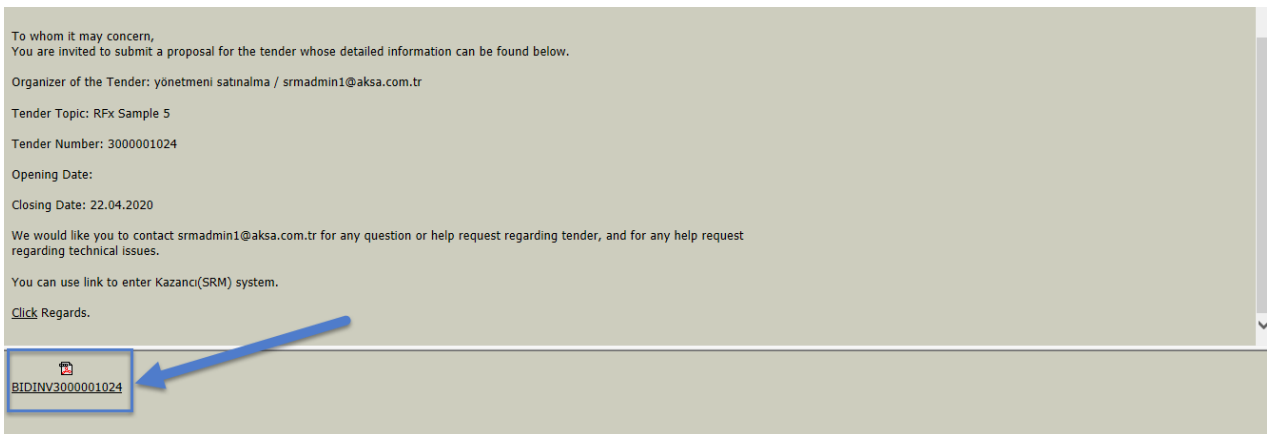 To whom it may concern,
You are invited to submit a proposal for the tender whose detailed information can be found below.
Organizer of the Tender: yönetmeni satınalma / srmadmin1@aksa.com.tr
Tender Topic: RFx Sample 5
Tender Number: 3000001024
Opening Date:
Closing Date: 22.04.2020
We would like you to contact srmadmin1@aksa.com.tr for any question or help request regarding tender, and for any help request
regarding technical issues.
You can use link to enter Kazancı(SRM) system.
Click Regards.
BIDINV3000001024